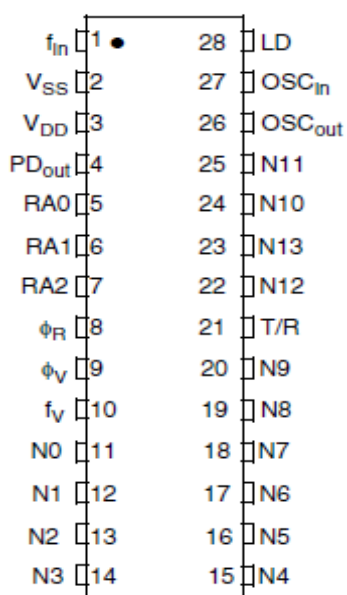 f_In 1 28 LD
V_SS 2 27 OSC_In
V_DD 3 26 OSC_out
PD_out 4 25 N11
RA0 5 24 N10
RA1 6 23 N13
RA2 7 22 N12
ϕ_R 8 21 T/R
ϕ_V 9 20 N9
f_V 10 19 N8
N0 11 18 N7
N1 12 17 N6
N2 13 16 N5
N3 14 15 N4